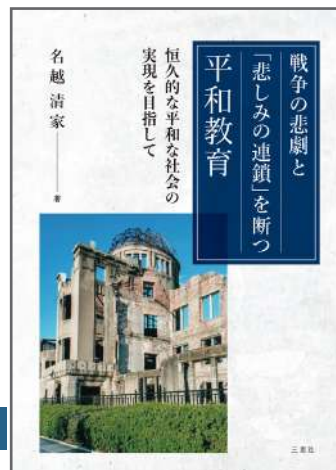 戦争の悲劇と
「悲しみの連鎖」を断つ
平和教育
恒久的な平和な社会の
実現を目指して
名越清家 著
三恵社